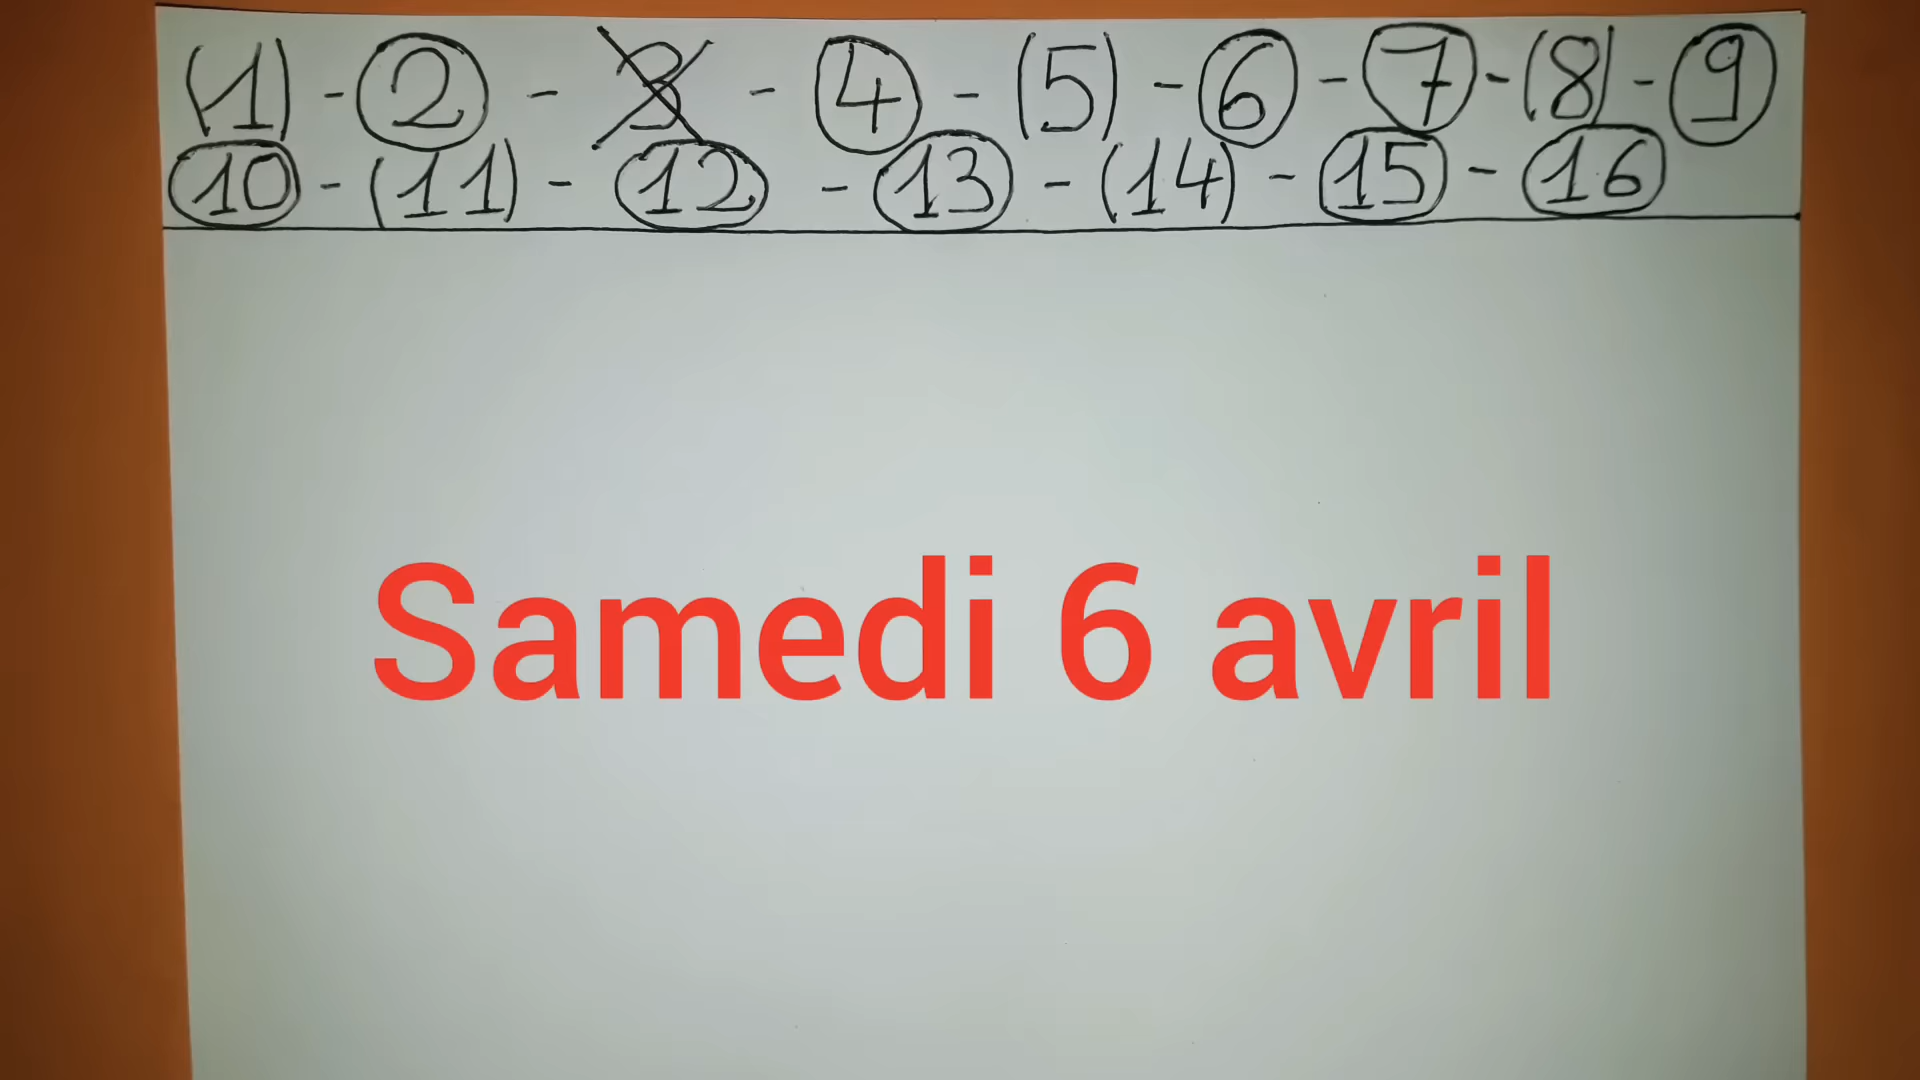 (1) - 2 - 3 - 4 - (5) - 6 - 7 - (8) - 9
10 - (11) - 12 - 13 - (14) - 15 - 16
Samedi 6 avril